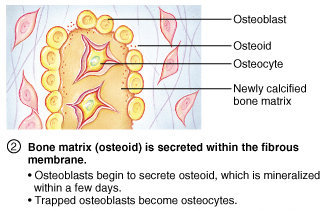 Osteoblast
Osteoid
Osteocyte
Newly calcified
bone matrix
② Bone matrix (osteoid) is secreted within the fibrous
membrane.
• Osteoblasts begin to secrete osteoid, which is mineralized
within a few days.
• Trapped osteoblasts become osteocytes.